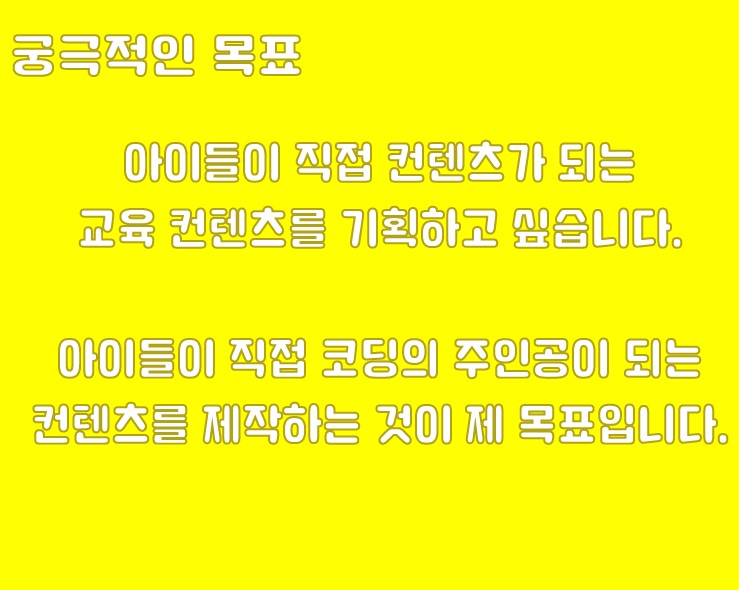 궁극적인 목표
아이들이 직접 컨텐츠가 되는
교육 컨텐츠를 기획하고 싶습니다.
아이들이 직접 코딩의 주인공이 되는
컨텐츠를 제작하는 것이 제 목표입니다.